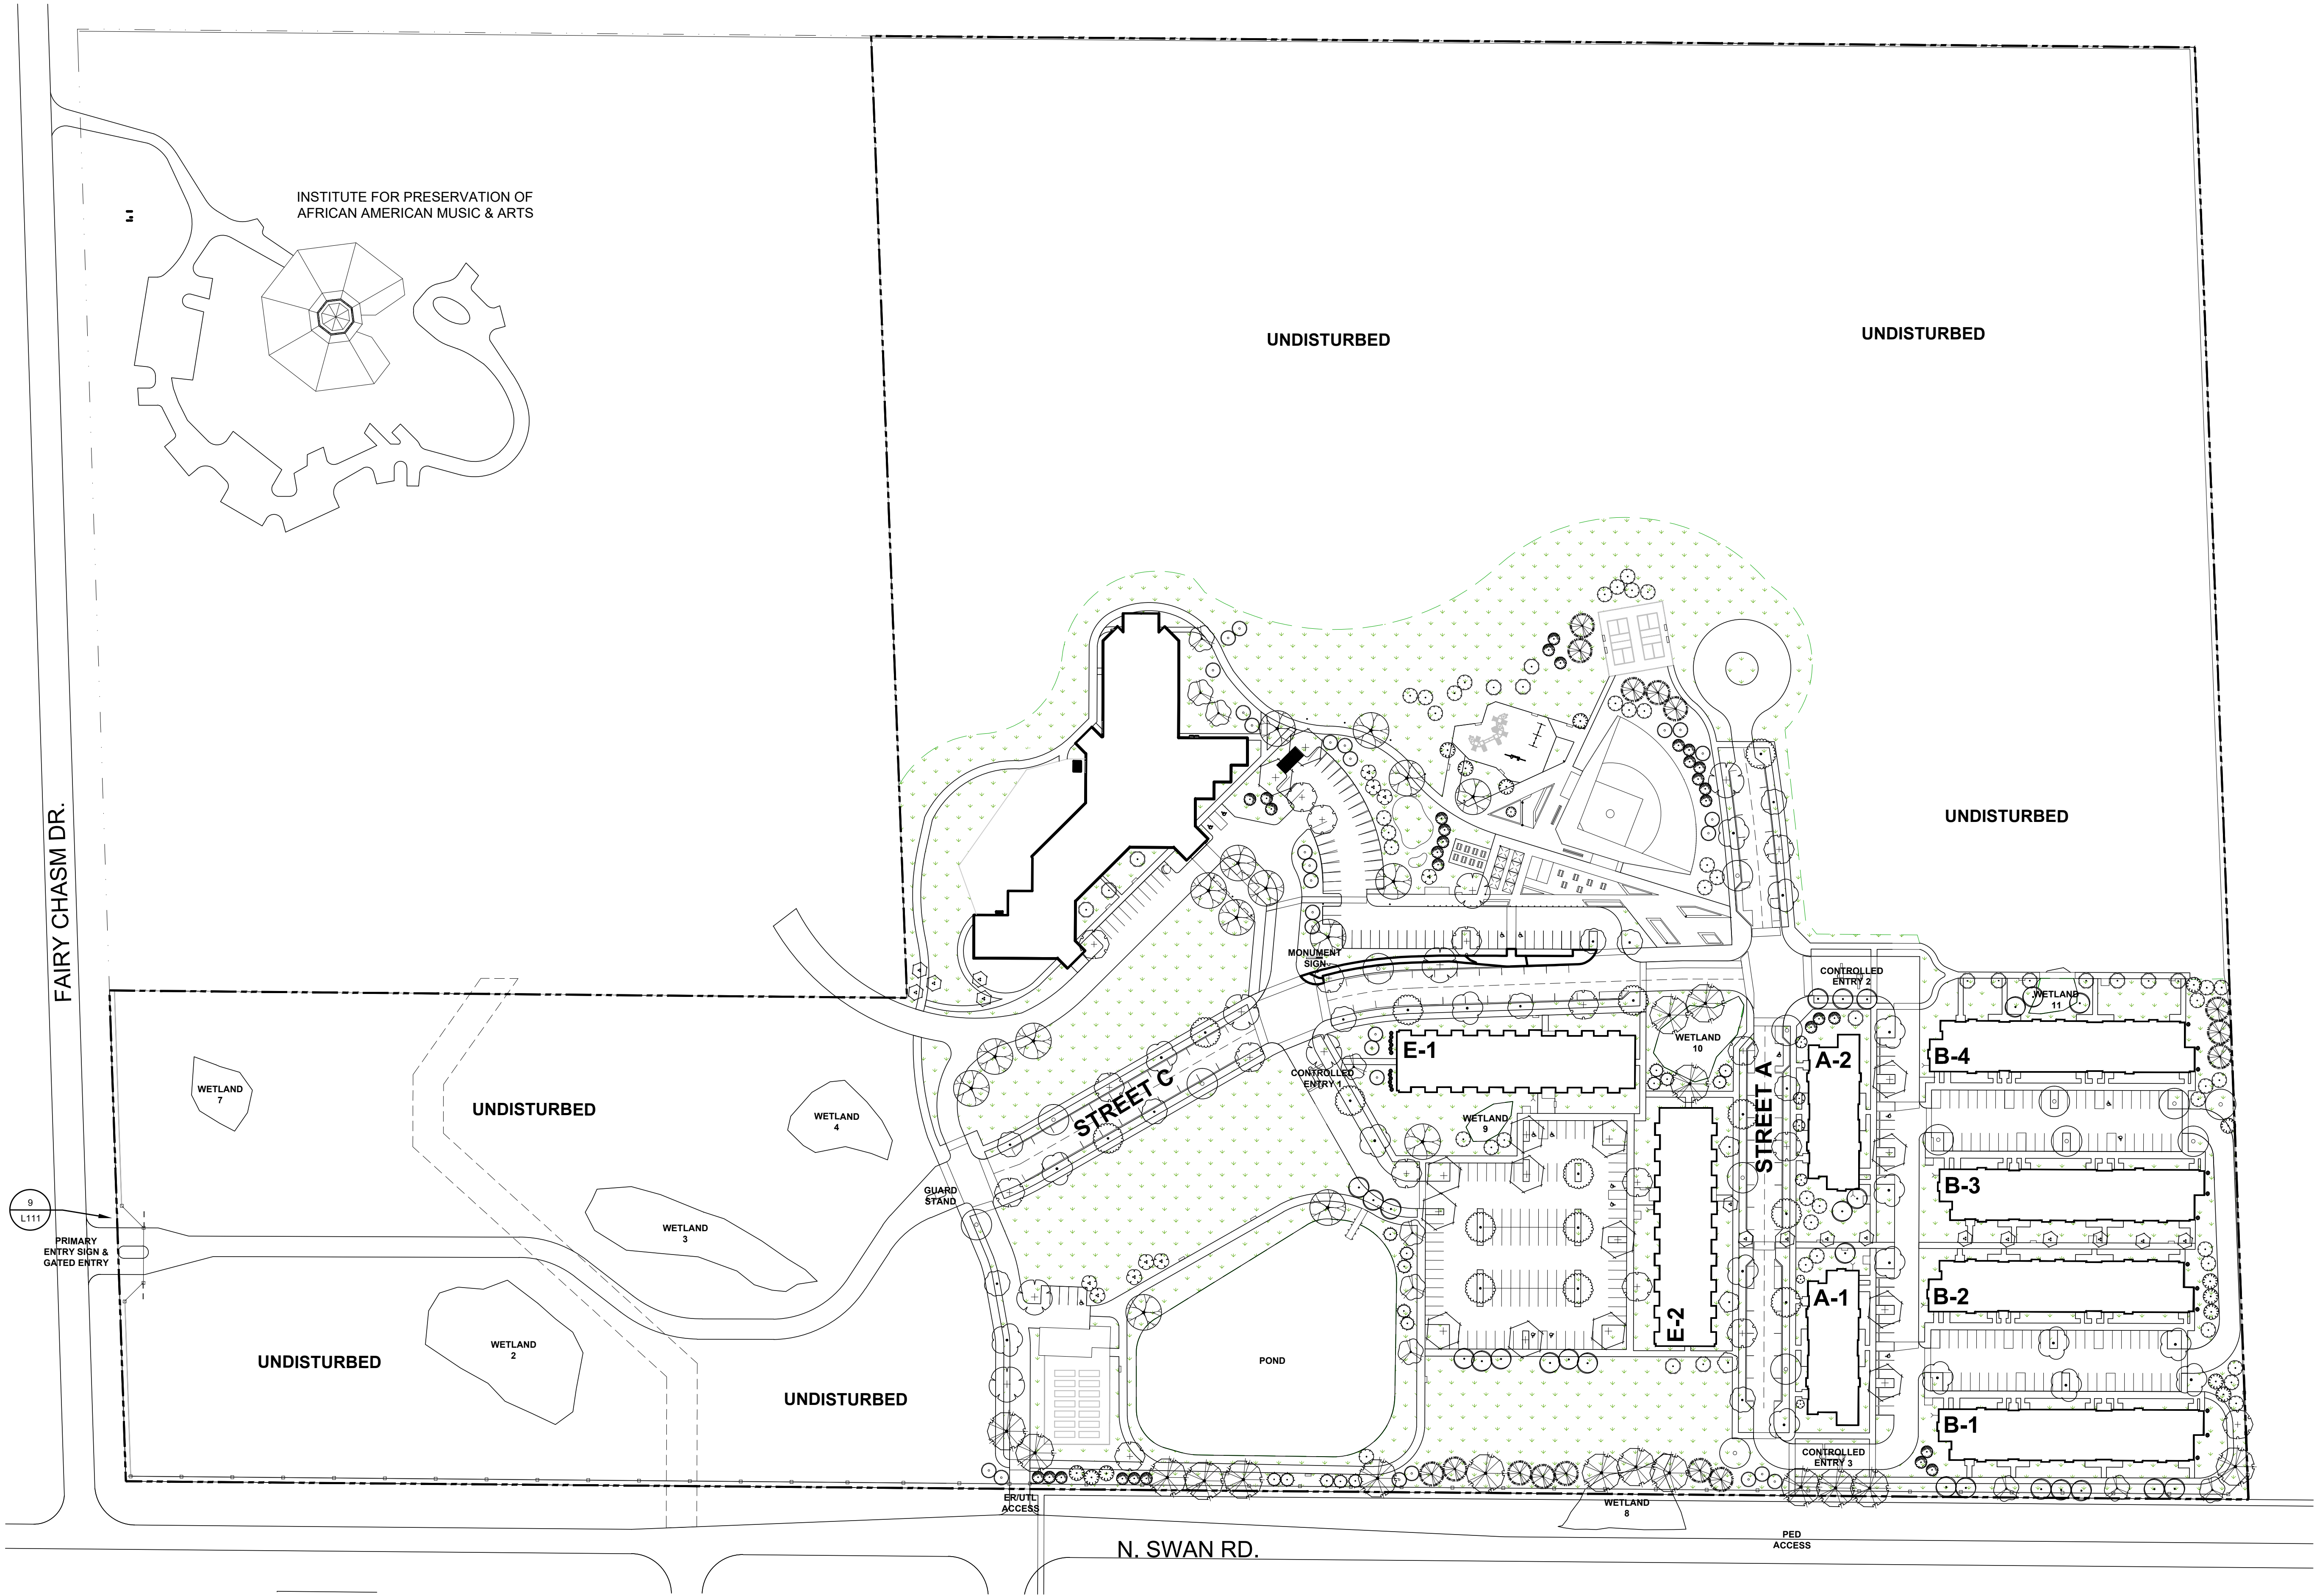 INSTITUTE FOR PRESERVATION OF
AFRICAN AMERICAN MUSIC & ARTS
UNDISTURBED
UNDISTURBED
UNDISTURBED
FAIRY CHASM DR.
MONUMENT
SIGN
CONTROLLED
ENTRY 2
WETLAND
11
WETLAND
10
E-1
A-2
B-4
CONTROLLED
ENTRY 1
WETLAND
7
UNDISTURBED
WETLAND
4
STREET C
WETLAND
9
STREET A
B-3
GUARD
STAND
9
L111
PRIMARY
ENTRY SIGN &
GATED ENTRY
WETLAND
3
B-2
A-1
E-2
WETLAND
2
UNDISTURBED
POND
UNDISTURBED
B-1
CONTROLLED
ENTRY 3
ER/UTL
ACCESS
WETLAND
8
PED
ACCESS
N. SWAN RD.